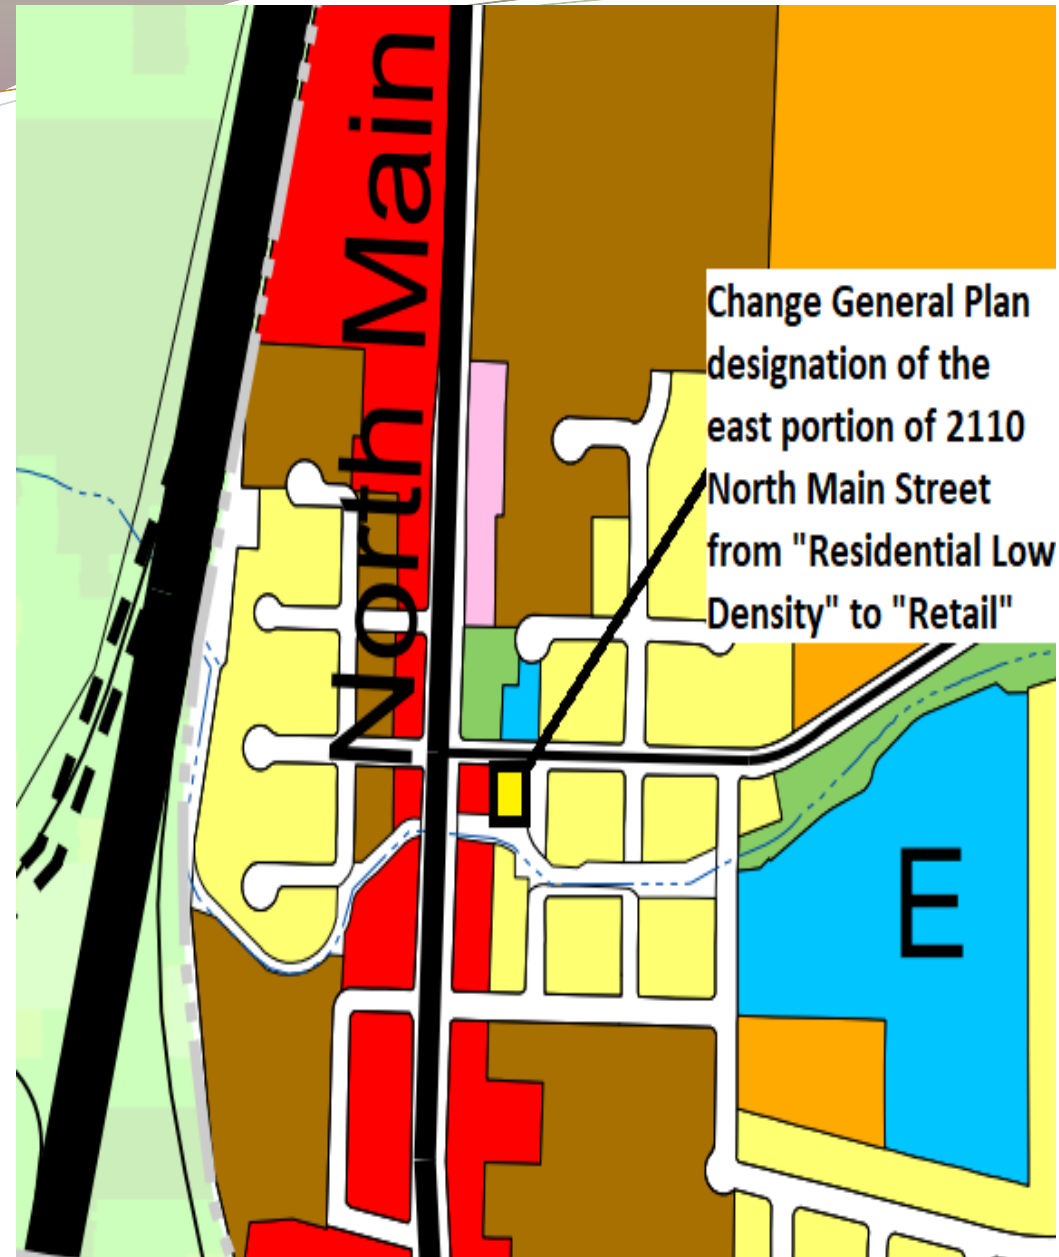 North Main
Change General Plan
designation of the
east portion of 2110
North Main Street
from "Residential Low
Density" to "Retail"
E